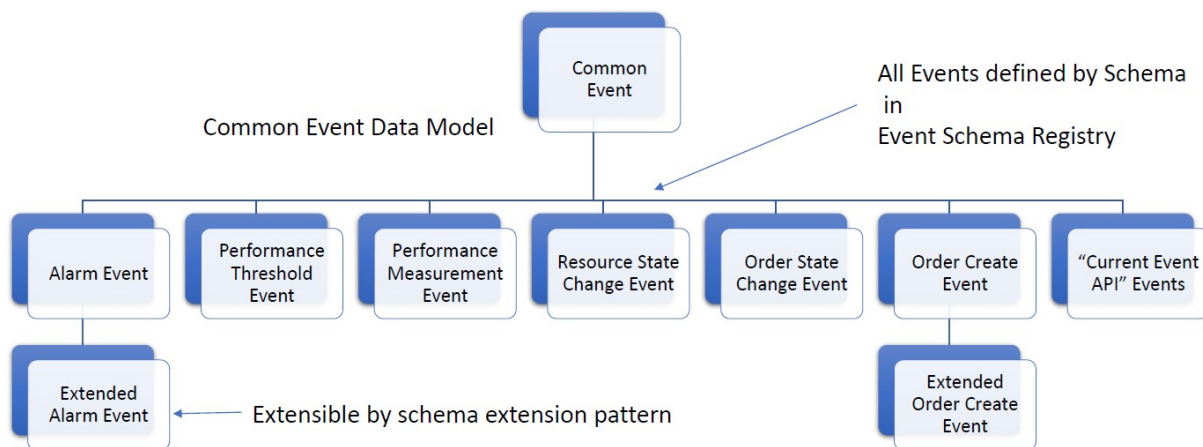 Common
Event
All Events defined by Schema
in
Event Schema Registry
Common Event Data Model
Alarm Event
Performance
Threshold
Event
Performance
Measurement
Event
Resource State
Change Event
Order State
Change Event
Order Create
Event
“Current Event
API” Events
Extended
Alarm Event
Extensible by schema extension pattern
Extended
Order Create
Event